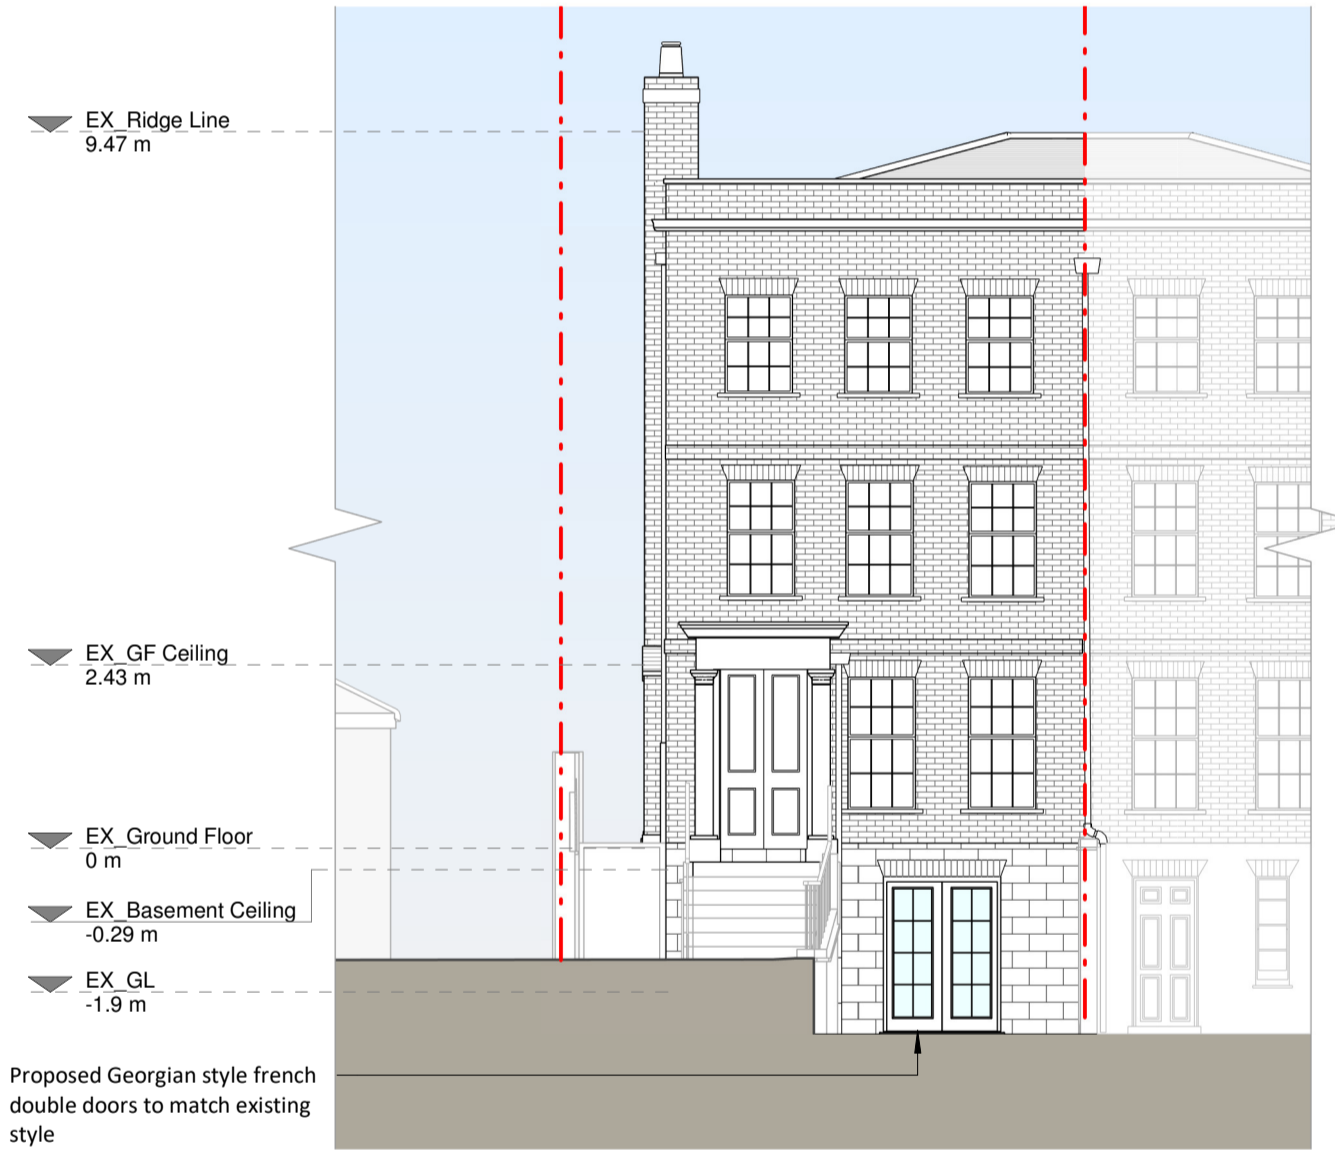 EX_Ridge Line
9.47 m
EX_GF Ceiling
2.43 m
EX_Ground Floor
0 m
EX_Basement Ceiling
-0.29 m
EX_GL
-1.9 m
Proposed Georgian style french
double doors to match existing
style